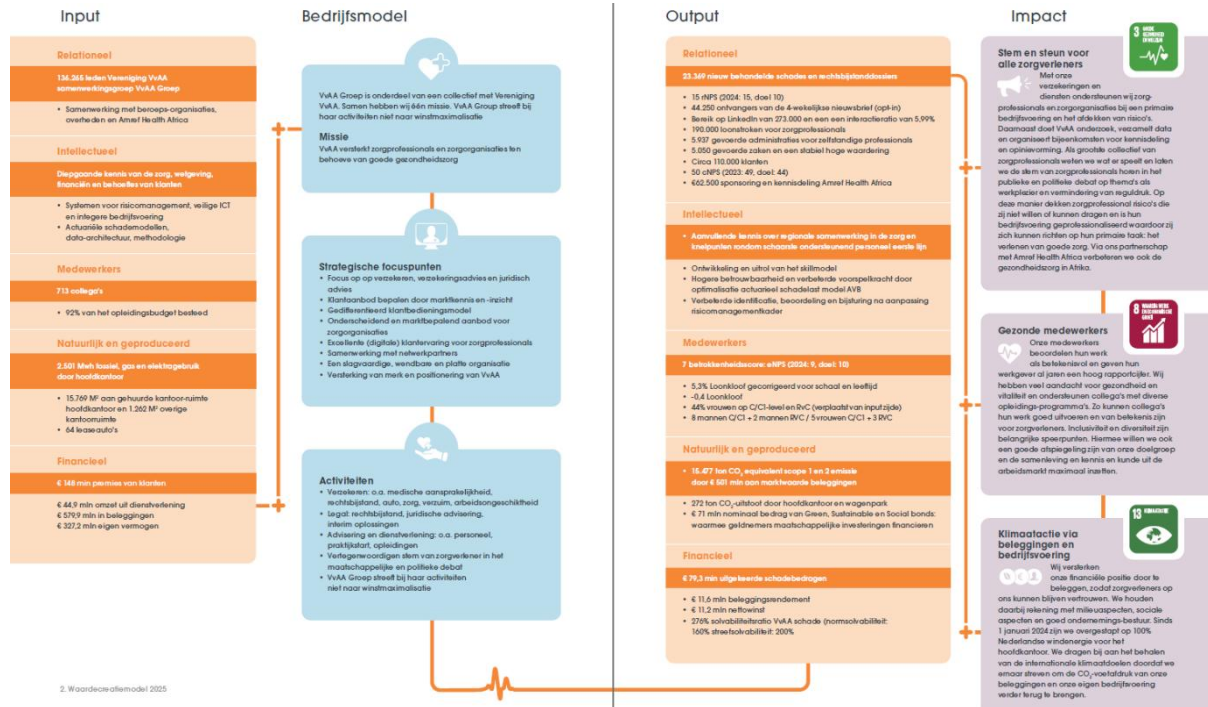 Input
Relationeel
136.265 leden Vereniging VvAA
samenwerkingsgroep VvAA Groep
• Samenwerking met beroeps-organisaties,
overheden en Amref Health Africa
Intellectueel
Diepgaande kennis van de zorg, wetgeving,
financiën en behoeftes van klanten
• Systemen voor risicomanagement, veilige ICT
en integere bedrijfsvoering
• Actuariële schademodellen,
data-architectuur, methodologie
Medewerkers
713 collega's
• 92% van het opleidingsbudget besteed
Natuurlijk en geproduceerd
2.501 Mwh fossiel, gas en elektragebruik
door hoofdkantoor
• 15.769 M² aan gehuurde kantoor-ruimte
hoofdkantoor en 1.262 M² overige
kantoorruimte
• 64 leaseauto's
Financieel
€ 148 mln premies van klanten
€ 44,9 mln omzet uit dienstverlening
€ 579,9 mln in beleggingen
€ 327,2 mln eigen vermogen
2. Waardecreatiemodel 2025
Bedrijfsmodel
VvAA Groep is onderdeel van een collectief met Vereniging
VvAA. Samen hebben wij één missie. VvAA Group streeft bij
haar activiteiten niet naar winstmaximalisatie
Missie
VvAA versterkt zorgprofessionals en zorgorganisaties ten
behoeve van goede gezondheidszorg
Strategische focuspunten
• Focus op op verzekeren, verzekeringsadvies en juridisch
advies
• Klantaanbod bepalen door marktkennis en -inzicht
• Gedifferentieerd klantbedieningsmodel
• Onderscheidend en marktbepalend aanbod voor
zorgorganisaties
• Excellente (digitale) klantervaring voor zorgprofessionals
• Samenwerking met netwerkpartners
• Een slagvaardige, wendbare en platte organisatie
• Versterking van merk en positionering van VvAA
Activiteiten
• Verzekeren: o.a. medische aansprakelijkheid,
rechtsbijstand, auto, zorg, verzuim, arbeidsongeschiktheid
• Legal: rechtsbijstand, juridische advisering,
interim oplossingen
• Advisering en dienstverlening: o.a. personeel,
praktijkstart, opleidingen
• Vertegenwoordigen stem van zorgverlener in het
maatschappelijke en politieke debat
• VvAA Groep streeft bij haar activiteiten
niet naar winstmaximalisatie
Output
Relationeel
23.369 nieuw behandelde schades en rechtsbijstanddossiers
• 15 rNPS (2024: 15, doel 10)
• 44.250 ontvangers van de 4-wekelijkse nieuwsbrief (opt-in)
• Bereik op LinkedIn van 273.000 en een een interactieratio van 5,99%
• 190.000 loonstroken voor zorgprofessionals
• 5.937 gevoerde administraties voor zelfstandige professionals
• 5.050 gevoerde zaken en een stabiel hoge waardering
• Circa 110.000 klanten
• 50 cNPS (2023: 49, doel: 44)
• €62.500 sponsoring en kennisdeling Amref Health Africa
Intellectueel
• Aanvullende kennis over regionale samenwerking in de zorg en
knelpunten rondom schaarste ondersteunend personeel eerste lijn
• Ontwikkeling en uitrol van het skillmodel
• Hogere betrouwbaarheid en verbeterde voorspelkracht door
optimalisatie actuarieel schadelast model AVB
• Verbeterde identificatie, beoordeling en bijsturing na aanpassing
risicomanagementkader
Medewerkers
7 betrokkenheidscore: eNPS (2024: 9, doel: 10)
• 5,3% Loonkloof gecorrigeerd voor schaal en leeftijd
• -0,4 Loonkloof
• 44% vrouwen op C/C1-level en RvC (verplaatst van inputzijde)
• 8 mannen C/C1 + 2 mannen RVC / 5 vrouwen C/C1 + 3 RVC
Natuurlijk en geproduceerd
• 15.477 ton CO₂ equivalent scope 1 en 2 emissie
door € 501 mln aan marktwaarde beleggingen
• 272 ton CO₂-uitstoot door hoofdkantoor en wagenpark
• € 71 mln nominaal bedrag van Green, Sustainable en Social bonds:
waarmee geldnemers maatschappelijke investeringen financieren
Financieel
€ 79,3 mln uitgekeerde schadebedragen
• € 11,6 mln beleggingsrendement
• € 11,2 mln nettowinst
• 276% solvabiliteitsratio VvAA schade (normsolvabiliteit:
160% streefsolvabiliteit: 200%
Impact
3 GOEDE
GEZONDHEID
EN WELZIJN
Stem en steun voor
alle zorgverleners
Met onze
verzekeringen en
diensten ondersteunen wij zorg-
professionals en zorgorganisaties bij een primaire
bedrijfsvoering en het afdekken van risico's.
Daarnaast doet VvAA onderzoek, verzamelt data
en organiseert bijeenkomsten voor kennisdeling
en opinievorming. Als grootste collectief van
zorgprofessionals weten we wat er speelt en laten
we de stem van zorgprofessionals horen in het
publieke en politieke debat op thema's als
werkplezier en vermindering van regeldruk. Op
deze manier dekken zorgprofessional risico's die
zij niet willen of kunnen dragen en is hun
bedrijfsvoering geprofessionaliseerd waardoor zij
zich kunnen richten op hun primaire taak: het
verlenen van goede zorg. Via ons partnerschap
met Amref Health Africa verbeteren we ook de
gezondheidszorg in Afrika.
8 WAARDIG WERK
EN ECONOMISCHE
GROEI
Gezonde medewerkers
Onze medewerkers
beoordelen hun werk
als betekenisvol en geven hun
werkgever al jaren een hoog rapportcijfer. Wij
hebben veel aandacht voor gezondheid en
vitaliteit en ondersteunen collega's met diverse
opleidings-programma's. Zo kunnen collega's
hun werk goed uitvoeren en van betekenis zijn
voor zorgverleners. Inclusiviteit en diversiteit zijn
belangrijke speerpunten. Hiermee willen we ook
een goede afspiegeling zijn van onze doelgroep
en de samenleving en kennis en kunde uit de
arbeidsmarkt maximaal inzetten.
13 KLIMAATACTIE
Klimaatactie via
beleggingen en
bedrijfsvoering
Wij versterken
onze financiële positie door te
beleggen, zodat zorgverleners op
ons kunnen blijven vertrouwen. We houden
daarbij rekening met milieuaspecten, sociale
aspecten en goed ondernemings-bestuur. Sinds
1 januari 2024 zijn we overgestapt op 100%
Nederlandse windenergie voor het
hoofdkantoor. We dragen bij aan het behalen
van de internationale klimaatdoelen doordat we
ernaar streven om de CO₂-voetafdruk van onze
beleggingen en onze eigen bedrijfsvoering
verder terug te brengen.